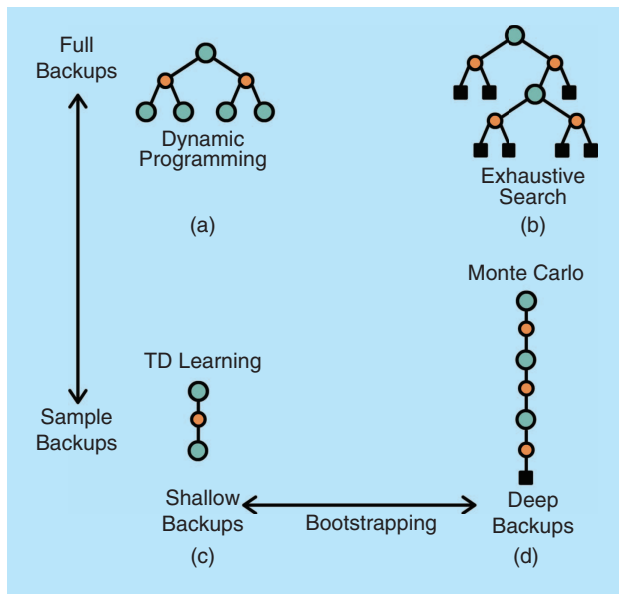 Full
Backups
Dynamic
Programming
(a)
Exhaustive
Search
(b)
Monte Carlo
TD Learning
Sample
Backups
Shallow
Backups
Bootstrapping
Deep
Backups
(c)
(d)